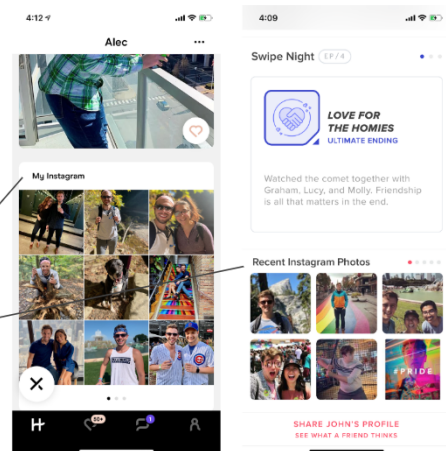 4:12
Alec
...
My Instagram
50+
1
4:09
Swipe Night EP/4
LOVE FOR
THE HOMIES
ULTIMATE ENDING
Watched the comet together with
Graham, Lucy, and Molly. Friendship
is all that matters in the end.
Recent Instagram Photos
#PRIDE
SHARE JOHN'S PROFILE
SEE WHAT A FRIEND THINKS